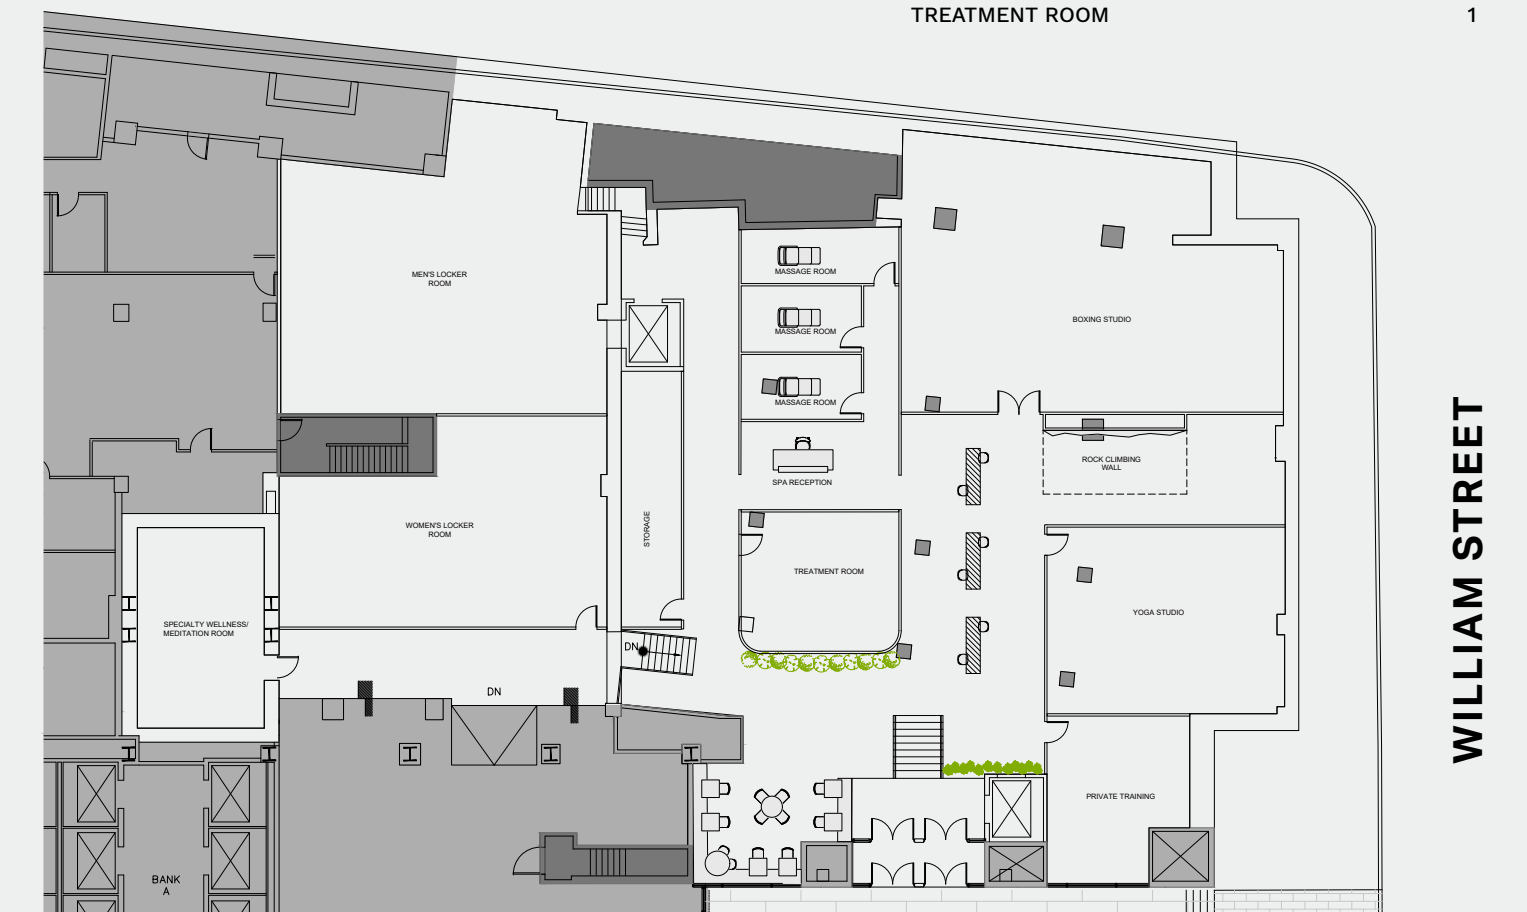 TREATMENT ROOM 1
MEN'S LOCKER
ROOM
MASSAGE ROOM
MASSAGE ROOM
MASSAGE ROOM
BOXING STUDIO
ROCK CLIMBING
WALL
SPA RECEPTION
WOMEN'S LOCKER
ROOM
STORAGE
TREATMENT ROOM
YOGA STUDIO
SPECIALTY WELLNESS/
MEDITATION ROOM
DN
DN
PRIVATE TRAINING
BANK
A
WILLIAM STREET